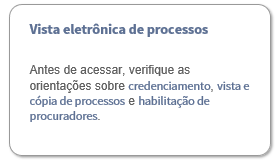 Vista eletrônica de processos
Antes de acessar, verifique as
orientações sobre credenciamento, vista e
cópia de processos e habilitação de
procuradores.